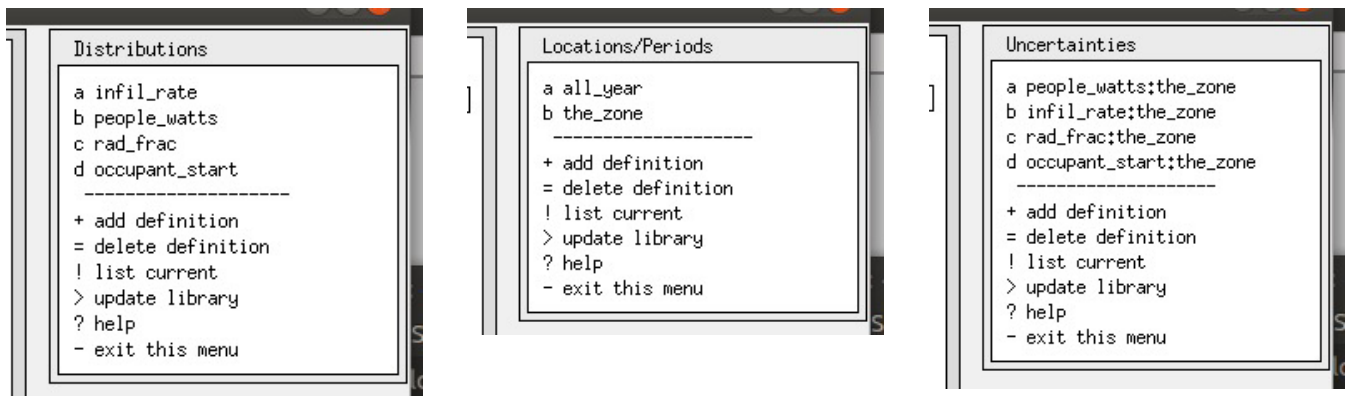 Distributions
a infil_rate
b people_watts
c rad_frac
d occupant_start
--------------------
+ add definition
= delete definition
! list current
> update library
? help
- exit this menu
Locations/Periods
a all_year
b the_zone
--------------------
+ add definition
= delete definition
! list current
> update library
? help
- exit this menu
Uncertainties
a people_watts:the_zone
b infil_rate:the_zone
c rad_frac:the_zone
d occupant_start:the_zone
--------------------
+ add definition
= delete definition
! list current
> update library
? help
- exit this menu